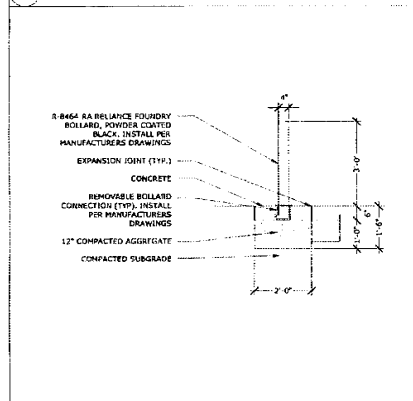 4"
R-8464 RA RELIANCE FOUNDRY
BOLLARD, POWDER COATED
BLACK. INSTALL PER
MANUFACTURERS DRAWINGS
EXPANSION JOINT (TYP.)
CONCRETE
REMOVABLE BOLLARD
CONNECTION (TYP). INSTALL
PER MANUFACTURERS
DRAWINGS
12" COMPACTED AGGREGATE
COMPACTED SUBGRADE
3'-0"
6"
1'-0"
1'-6"
2'-0"